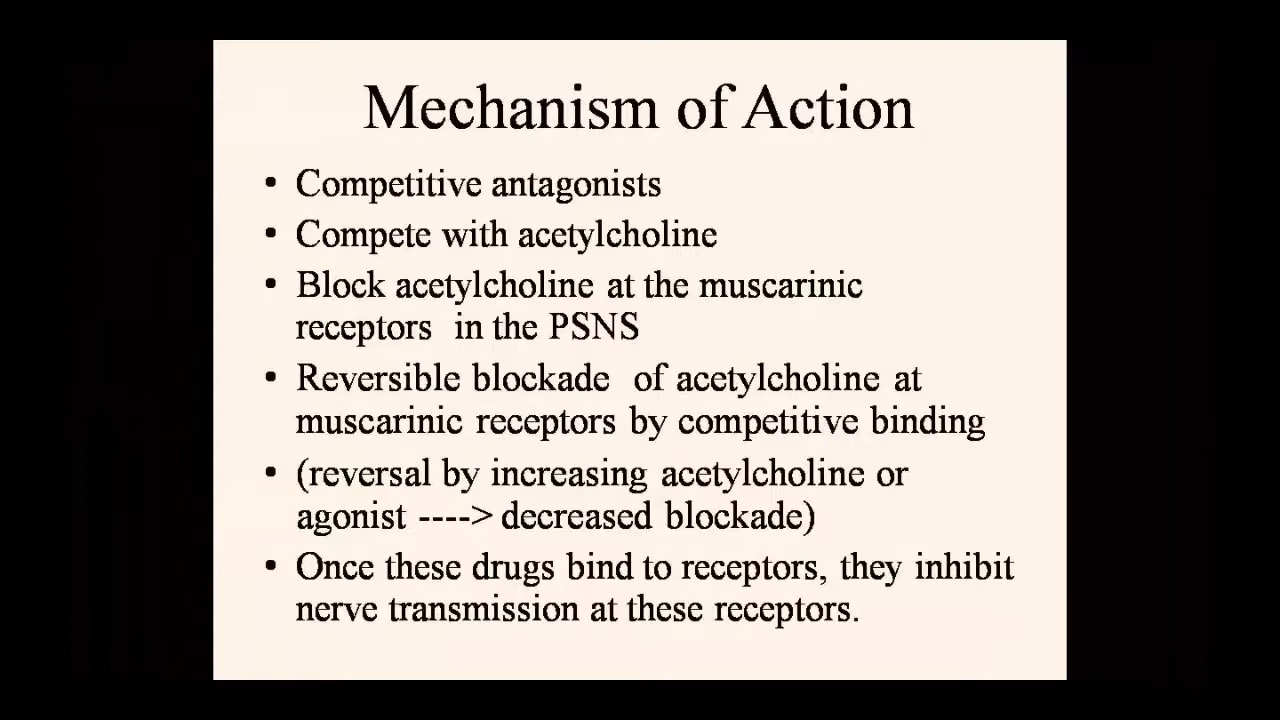 Mechanism of Action
• Competitive antagonists
• Compete with acetylcholine
• Block acetylcholine at the muscarinic
receptors in the PSNS
• Reversible blockade of acetylcholine at
muscarinic receptors by competitive binding
• (reversal by increasing acetylcholine or
agonist ----> decreased blockade)
• Once these drugs bind to receptors, they inhibit
nerve transmission at these receptors.